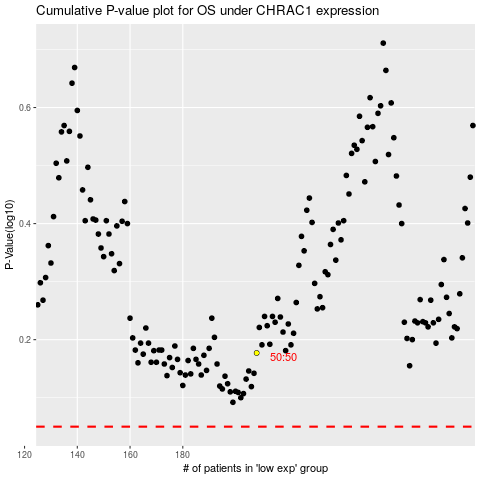 Cumulative P-value plot for OS under CHRAC1 expression
P-Value(log10)
0.6
0.4
0.2
50:50
120 140 160 180
# of patients in 'low exp' group